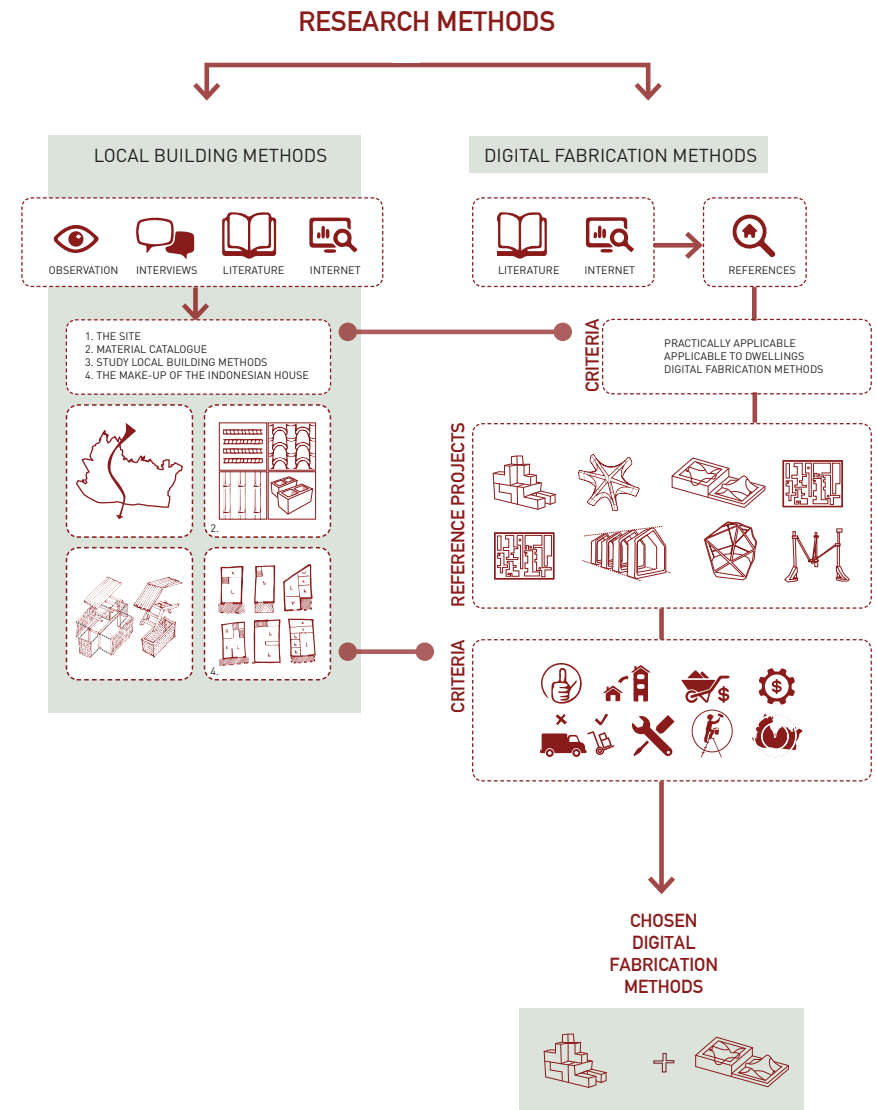 RESEARCH METHODS
LOCAL BUILDING METHODS
OBSERVATION
INTERVIEWS
LITERATURE
INTERNET
1. THE SITE
2. MATERIAL CATALOGUE
3. STUDY LOCAL BUILDING METHODS
4. THE MAKE-UP OF THE INDONESIAN HOUSE
2.
4.
DIGITAL FABRICATION METHODS
LITERATURE
INTERNET
REFERENCES
CRITERIA
PRACTICALLY APPLICABLE
APPLICABLE TO DWELLINGS
DIGITAL FABRICATION METHODS
REFERENCE PROJECTS
CRITERIA
$
$
CHOSEN
DIGITAL
FABRICATION
METHODS